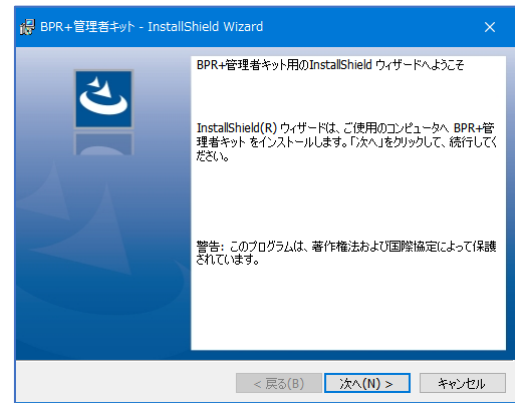 BPR+管理者キット - InstallShield Wizard
BPR+管理者キット用のInstallShield ウィザードへようこそ
InstallShield(R) ウィザードは、ご使用のコンピュータへ BPR+管
理者キット をインストールします。「次へ」をクリックして、続行してく
ださい。
警告: このプログラムは、著作権法および国際協定によって保護
されています。
< 戻る(B)
次へ(N) >
キャンセル